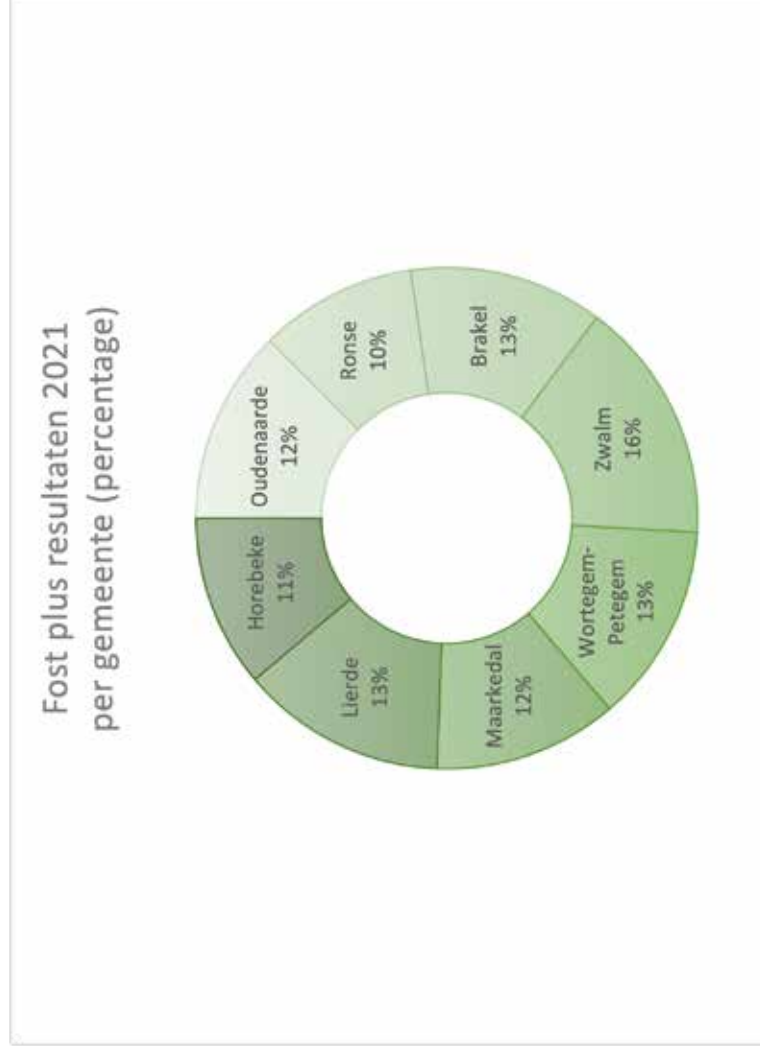 Fost plus resultaten 2021
per gemeente (percentage)
Oudenaarde
12%
Ronse
10%
Brakel
13%
Zwalm
16%
Wortegem-
Petegem
13%
Maarkedal
12%
Lierde
13%
Horebeke
11%